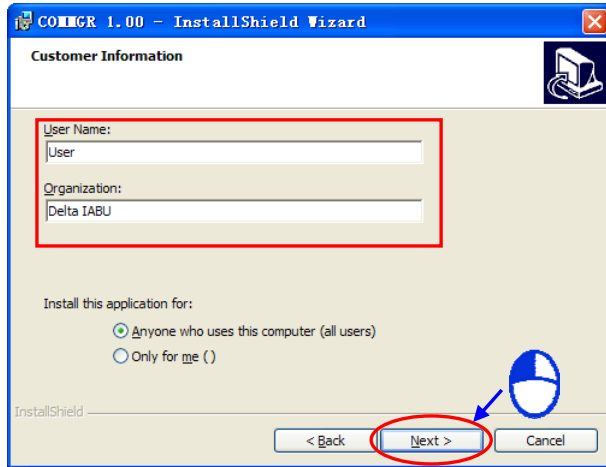 COMMGR 1.00 - InstallShield Wizard
Customer Information
User Name:
User
Organization:
Delta IABU
Install this application for:
Anyone who uses this computer (all users)
Only for me ( )
InstallShield
< Back Next > Cancel